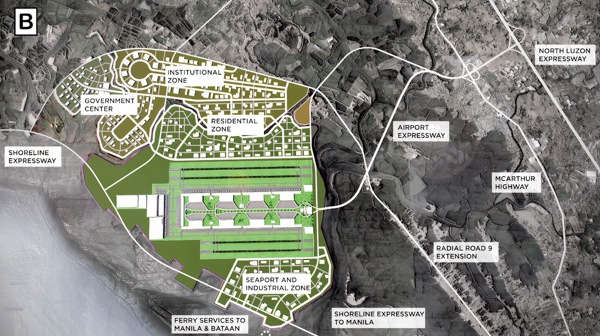 B
NORTH LUZON
EXPRESSWAY
INSTITUTIONAL
ZONE
GOVERNMENT
CENTER
RESIDENTIAL
ZONE
AIRPORT
EXPRESSWAY
SHORELINE
EXPRESSWAY
MCARTHUR
HIGHWAY
RADIAL ROAD 9
EXTENSION
SEAPORT AND
INDUSTRIAL ZONE
FERRY SERVICES TO
MANILA & BATAAN
SHORELINE EXPRESSWAY
TO MANILA